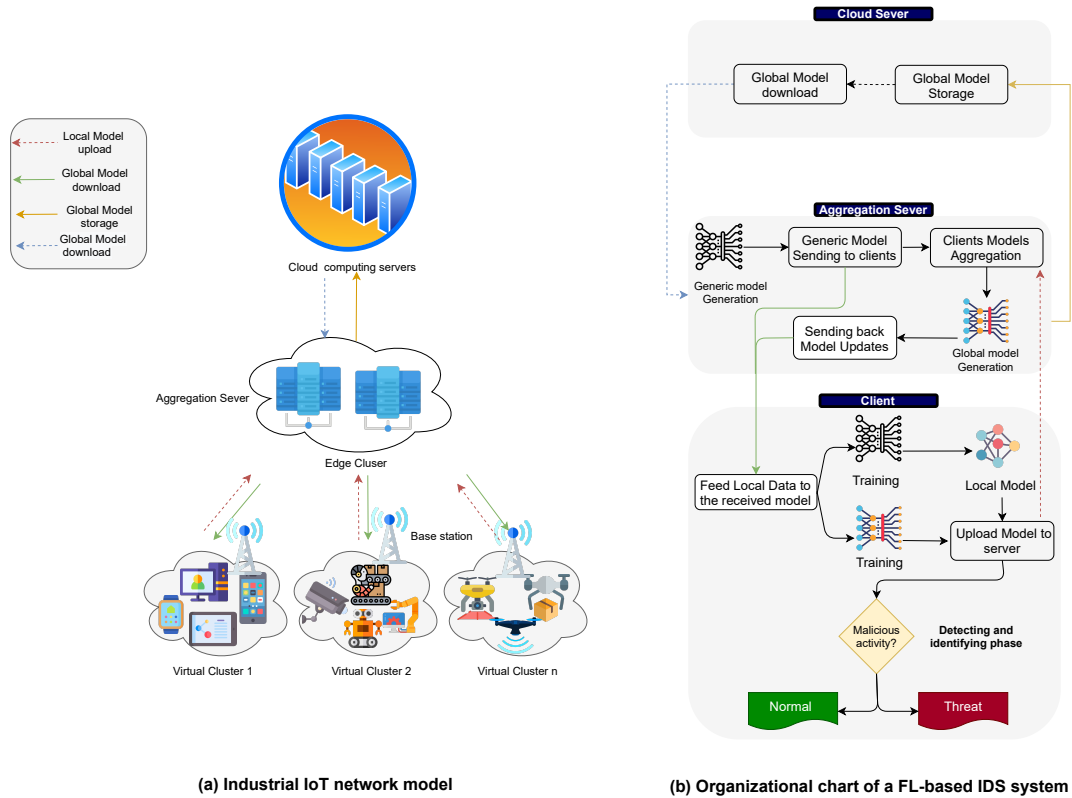 Local Model
upload
Global Model
download
Global Model
storage
Global Model
download
Cloud  computing servers
Aggregation Sever
Edge Cluser
Base station
Virtual Cluster 1
Virtual Cluster 2
Virtual Cluster n
(a) Industrial IoT network model
Cloud Sever
Global Model
download
Global Model
Storage
Aggregation Sever
Generic model
Generation
Generic Model
Sending to clients
Clients Models
Aggregation
Sending back
Model Updates
Global model
Generation
Client
Feed Local Data to
the received model
Training
Local Model
Training
Upload Model to
server
Malicious
activity?
Detecting and
identifying phase
Normal
Threat
(b) Organizational chart of a FL-based IDS system